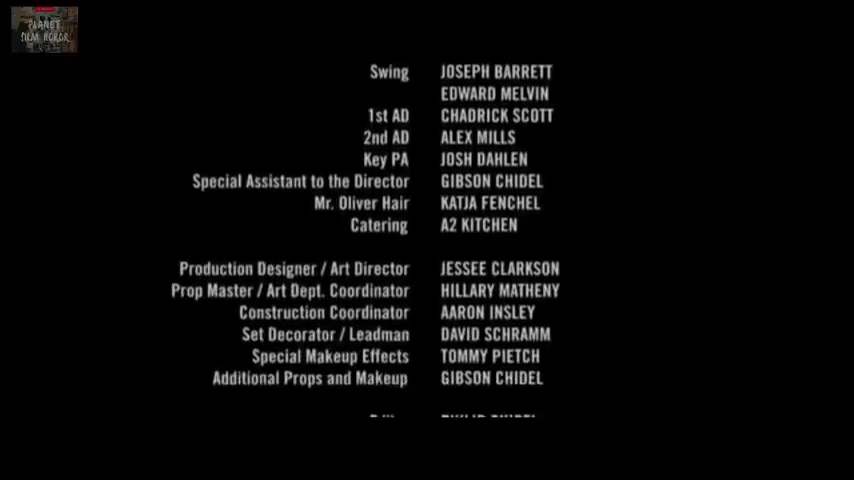 PLANET
FILM HOROR
Swing JOSEPH BARRETT
EDWARD MELVIN
1st AD CHADRICK SCOTT
2nd AD ALEX MILLS
Key PA JOSH DAHLEN
Special Assistant to the Director GIBSON CHIDEL
Mr. Oliver Hair KATJA FENCHEL
Catering A2 KITCHEN
Production Designer / Art Director JESSEE CLARKSON
Prop Master / Art Dept. Coordinator HILLARY MATHENY
Construction Coordinator AARON INSLEY
Set Decorator / Leadman DAVID SCHRAMM
Special Makeup Effects TOMMY PIETCH
Additional Props and Makeup GIBSON CHIDEL